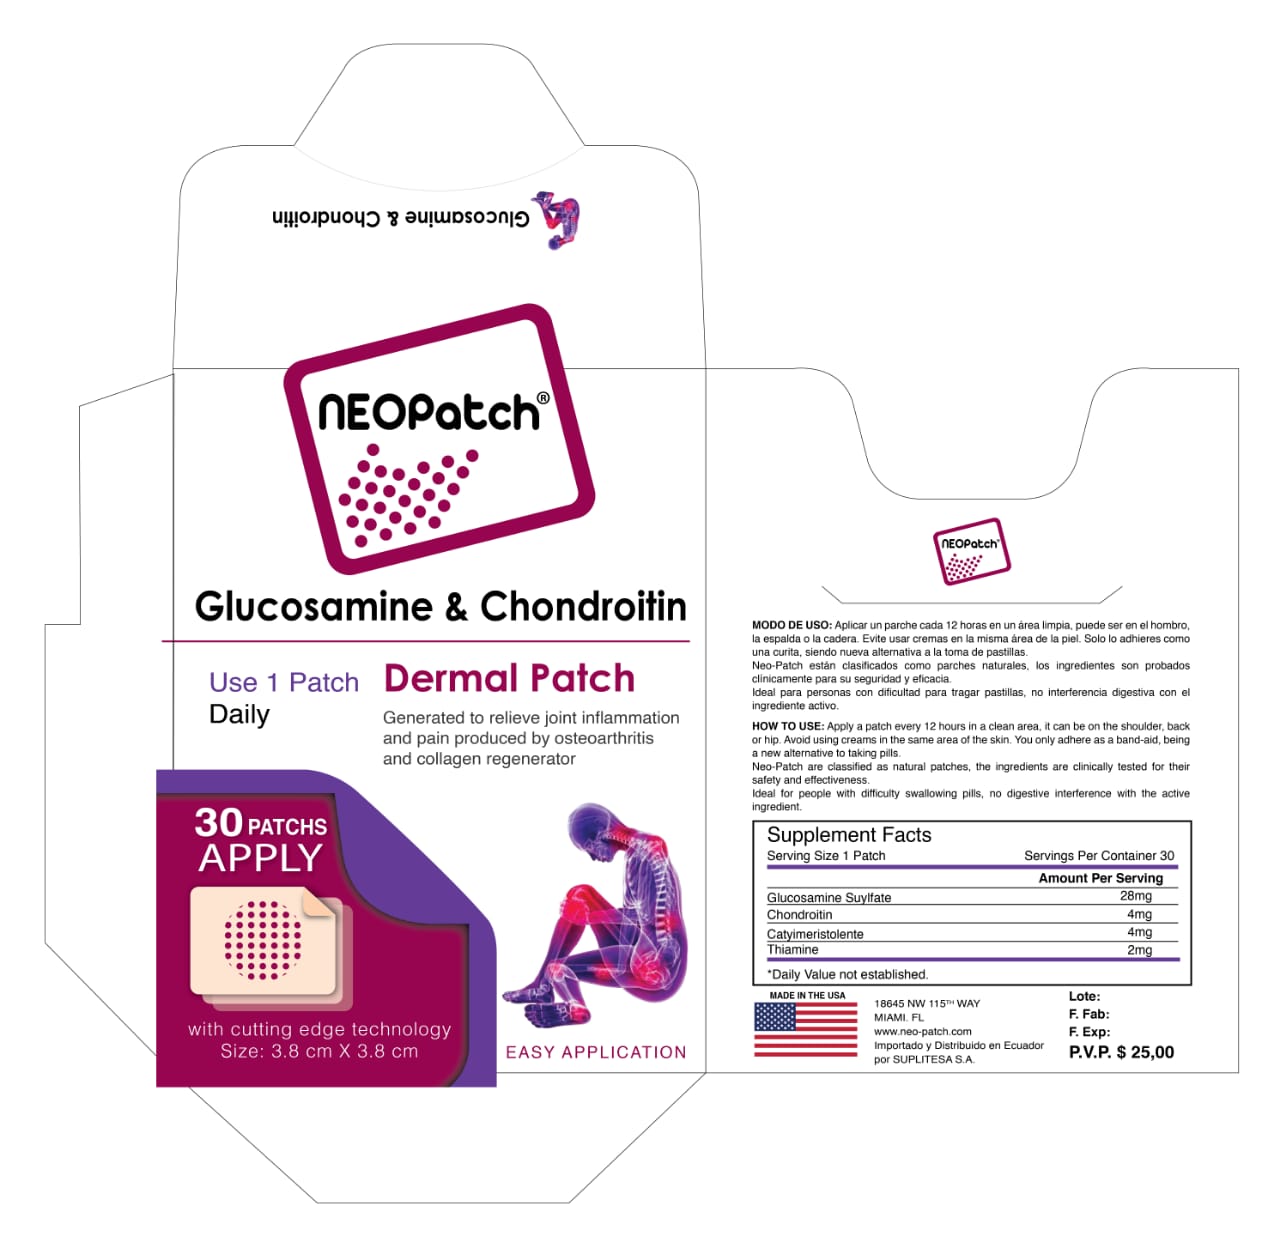 Glucosamine & Chondroitin
NEOPatch®
Glucosamine & Chondroitin
Use 1 Patch
Daily
Dermal Patch
Generated to relieve joint inflammation
and pain produced by osteoarthritis
and collagen regenerator
30 PATCHS
APPLY
with cutting edge technology
Size: 3.8 cm X 3.8 cm
EASY APPLICATION
NEOPatch®
MODO DE USO: Aplicar un parche cada 12 horas en un área limpia, puede ser en el hombro,
la espalda o la cadera. Evite usar cremas en la misma área de la piel. Solo lo adhieres como
una curita, siendo nueva alternativa a la toma de pastillas.
Neo-Patch están clasificados como parches naturales, los ingredientes son probados
clínicamente para su seguridad y eficacia.
Ideal para personas con dificultad para tragar pastillas, no interferencia digestiva con el
ingrediente activo.
HOW TO USE: Apply a patch every 12 hours in a clean area, it can be on the shoulder, back
or hip. Avoid using creams in the same area of the skin. You only adhere as a band-aid, being
a new alternative to taking pills.
Neo-Patch are classified as natural patches, the ingredients are clinically tested for their
safety and effectiveness.
Ideal for people with difficulty swallowing pills, no digestive interference with the active
ingredient.
Supplement Facts
Serving Size 1 Patch Servings Per Container 30
Amount Per Serving
Glucosamine Suylfate 28mg
Chondroitin 4mg
Catyimeristolente 4mg
Thiamine 2mg
*Daily Value not established.
MADE IN THE USA
18645 NW 115TH WAY
MIAMI. FL
www.neo-patch.com
Importado y Distribuido en Ecuador
por SUPLITESA S.A.
Lote:
F. Fab:
F. Exp:
P.V.P. $ 25,00